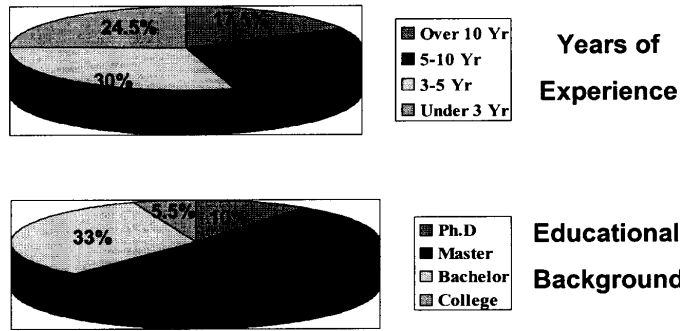 24.5%
30%
Over 10 Yr
5-10 Yr
3-5 Yr
Under 3 Yr
Years of
Experience
5.5%
10%
33%
Ph.D
Master
Bachelor
College
Educational
Background